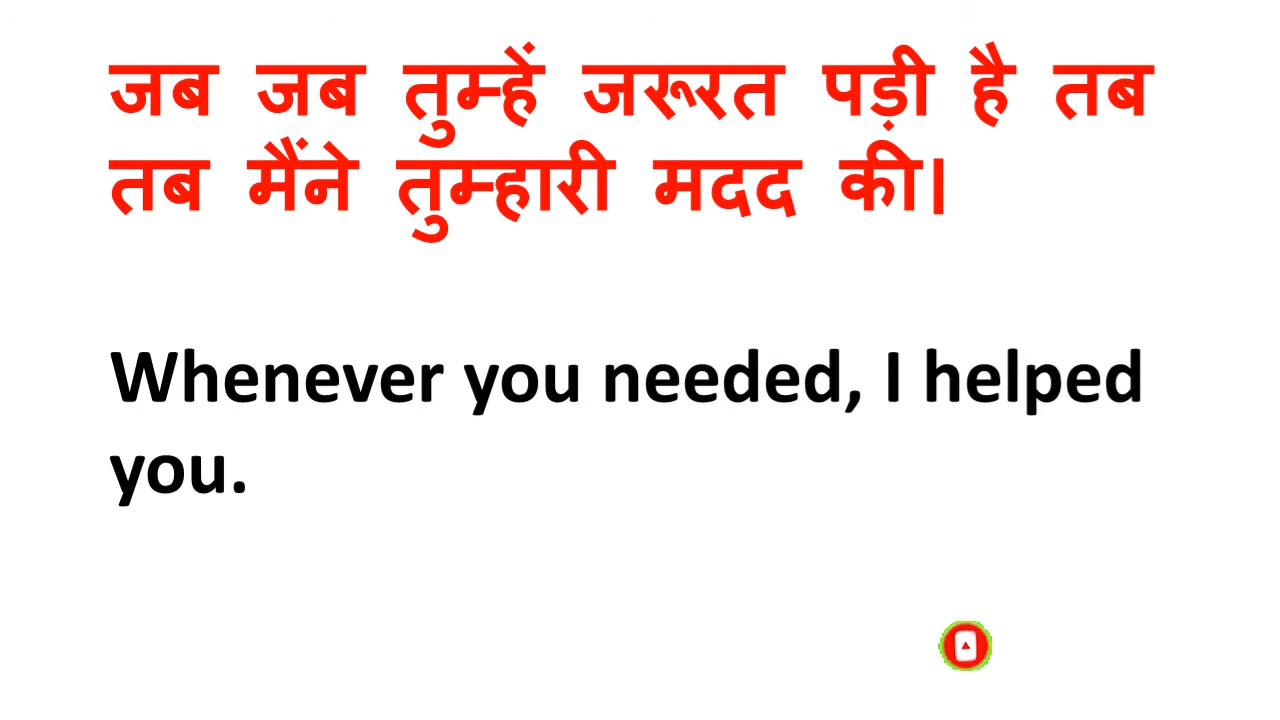 जब जब तुम्हें जरूरत पड़ी है तब
तब मैंने तुम्हारी मदद की।
Whenever you needed, I helped
you.